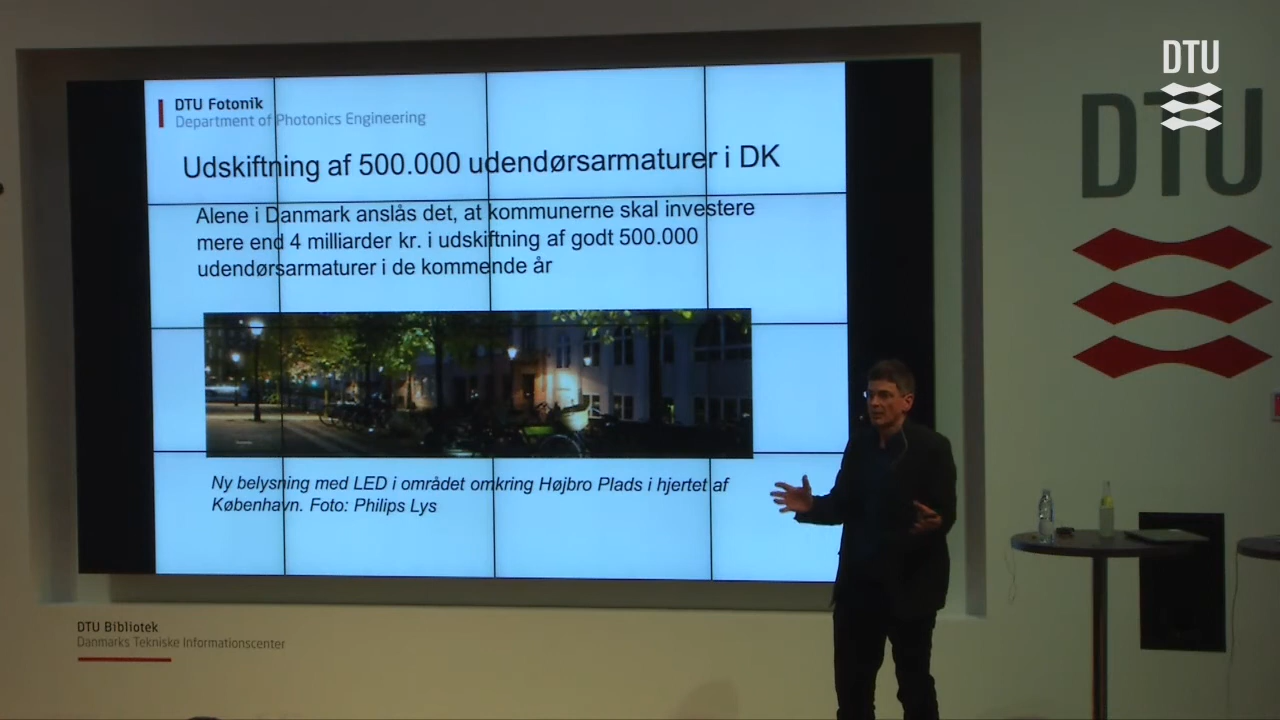 DTU
DTU
DTU Fotonik
Department of Photonics Engineering
Udskiftning af 500.000 udendørsarmaturer i DK
Alene i Danmark anslås det, at kommunerne skal investere
mere end 4 milliarder kr. i udskiftning af godt 500.000
udendørsarmaturer i de kommende år
Ny belysning med LED i området omkring Højbro Plads i hjertet af
København. Foto: Philips Lys
DTU Bibliotek
Danmarks Tekniske Informationscenter